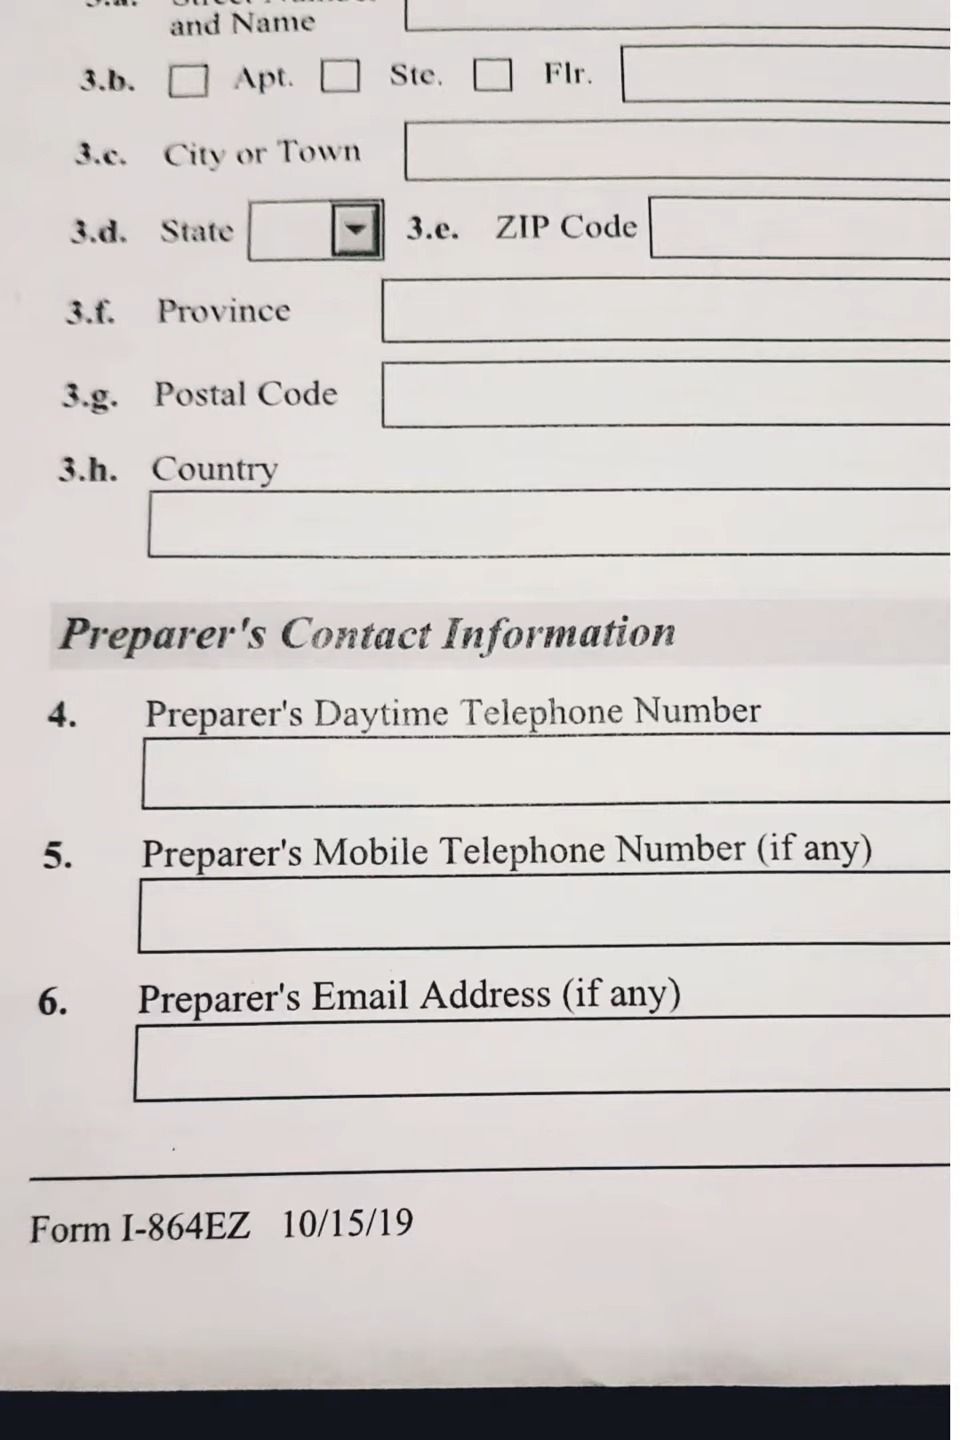 and Name
3.b. Apt. Ste. Flr.
3.c. City or Town
3.d. State 3.e. ZIP Code
3.f. Province
3.g. Postal Code
3.h. Country
Preparer's Contact Information
4. Preparer's Daytime Telephone Number
5. Preparer's Mobile Telephone Number (if any)
6. Preparer's Email Address (if any)
Form I-864EZ 10/15/19